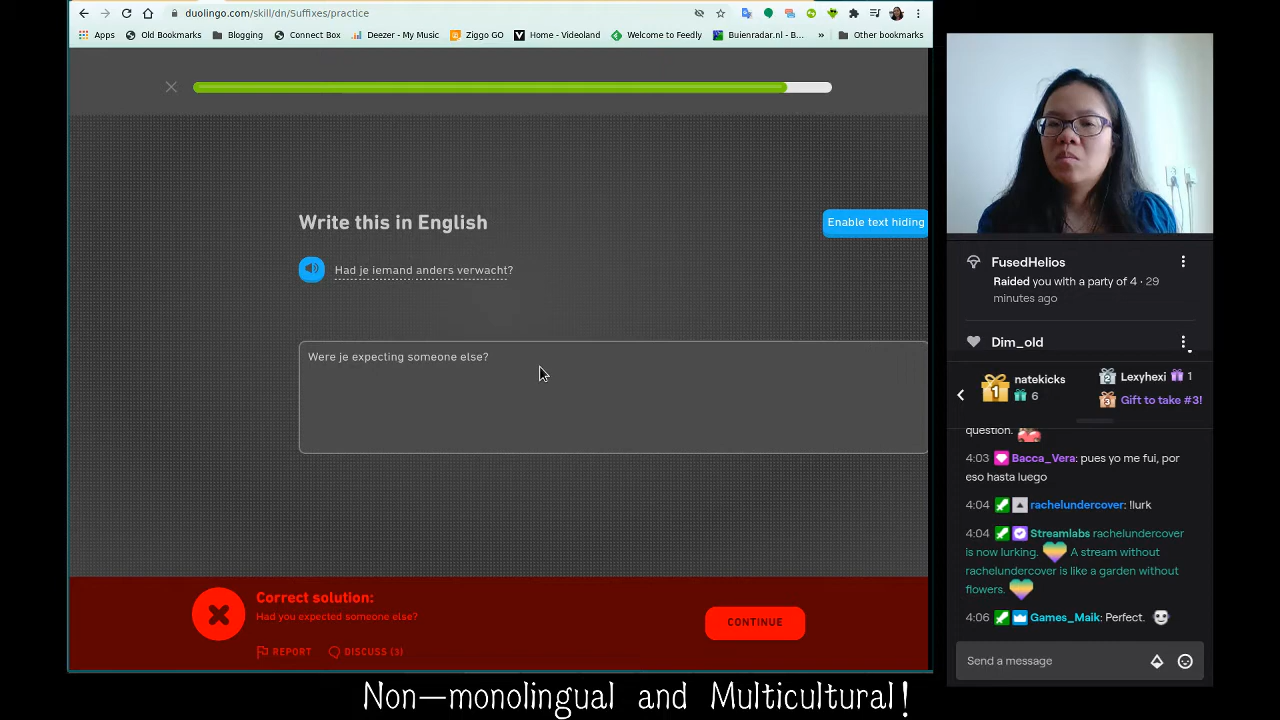 duolingo.com/skill/dn/Suffixes/practice
Apps Old Bookmarks Blogging Connect Box Deezer - My Music Ziggo GO Home - Videoland Welcome to Feedly Buienradar.nl - B... » Other bookmarks
Write this in English
Enable text hiding
Had je iemand anders verwacht?
Were je expecting someone else?
Correct solution:
Had you expected someone else?
CONTINUE
REPORT DISCUSS (3)
FusedHelios
Raided you with a party of 4 · 29
minutes ago
Dim_old
1 natekicks
6
2 Lexyhexi 1
3 Gift to take #3!
question.
4:03 Bacca_Vera: pues yo me fui, por
eso hasta luego
4:04 rachelundercover: !lurk
4:04 Streamlabs rachelundercover
is now lurking. A stream without
rachelundercover is like a garden without
flowers.
4:06 Games_Maik: Perfect.
Send a message
Non-monolingual and Multicultural!